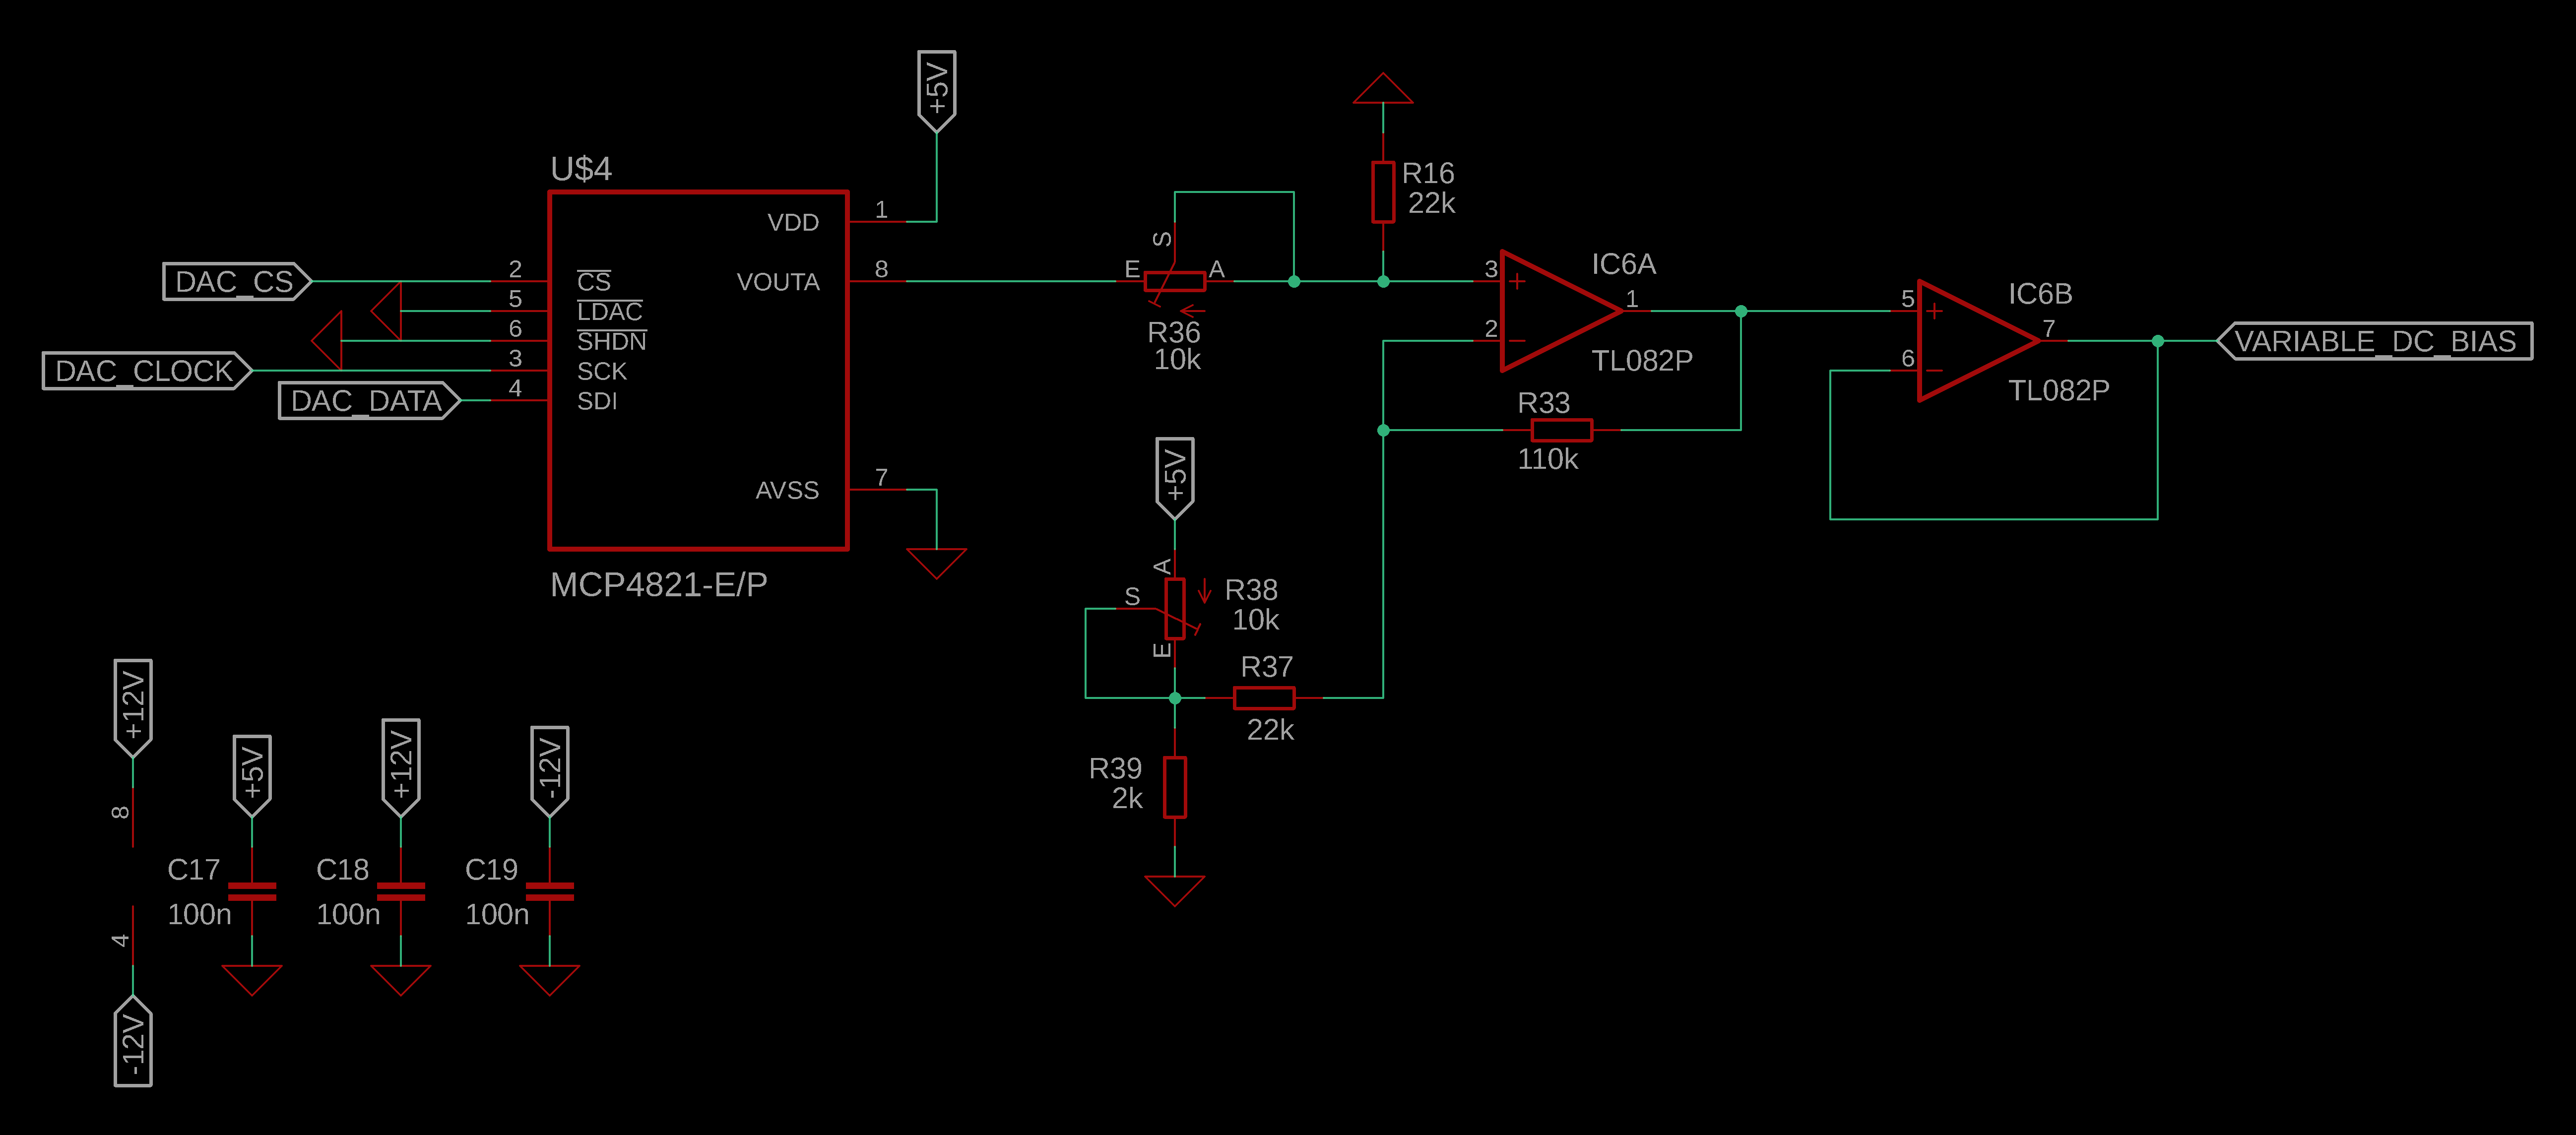 +5V
U$4
VDD
1
VOUTA
8
DAC_CS
2
CS
5
LDAC
6
SHDN
DAC_CLOCK
3
SCK
DAC_DATA
4
SDI
AVSS
7
MCP4821-E/P
S
E
A
R36
10k
R16
22k
3
2
1
IC6A
TL082P
R33
110k
5
6
7
IC6B
TL082P
VARIABLE_DC_BIAS
+5V
A
S
E
R38
10k
R37
22k
R39
2k
+12V
8
4
-12V
+5V
C17
100n
+12V
C18
100n
-12V
C19
100n